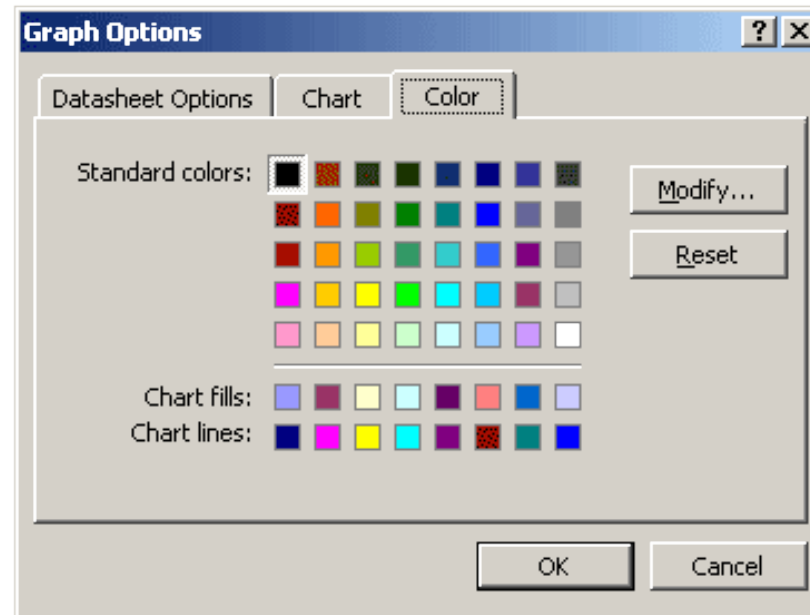 Graph Options
Datasheet Options Chart Color
Standard colors:
Modify...
Reset
Chart fills:
Chart lines:
OK Cancel